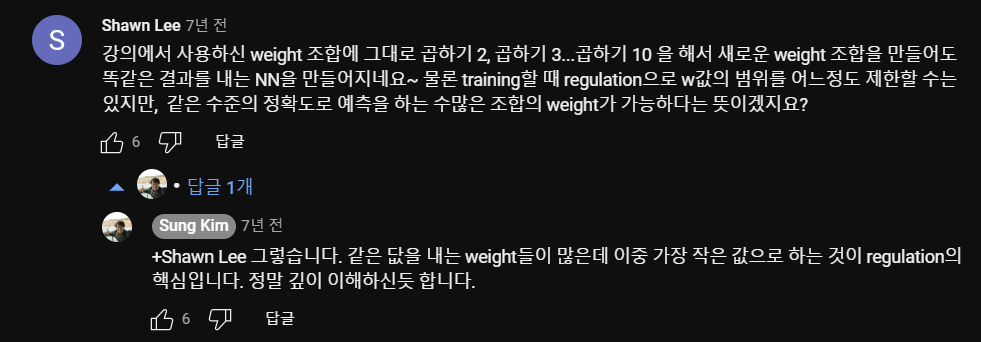 S
Shawn Lee 7년 전
강의에서 사용하신 weight 조합에 그대로 곱하기 2, 곱하기 3...곱하기 10 을 해서 새로운 weight 조합을 만들어도
똑같은 결과를 내는 NN을 만들어지네요~ 물론 training할 때 regulation으로 w값의 범위를 어느정도 제한할 수는
있지만, 같은 수준의 정확도로 예측을 하는 수많은 조합의 weight가 가능하다는 뜻이겠지요?
6 답글
• 답글 1개
Sung Kim 7년 전
+Shawn Lee 그렇습니다. 같은 닶을 내는 weight들이 많은데 이중 가장 작은 값으로 하는 것이 regulation의
핵심입니다. 정말 깊이 이해하신듯 합니다.
6 답글